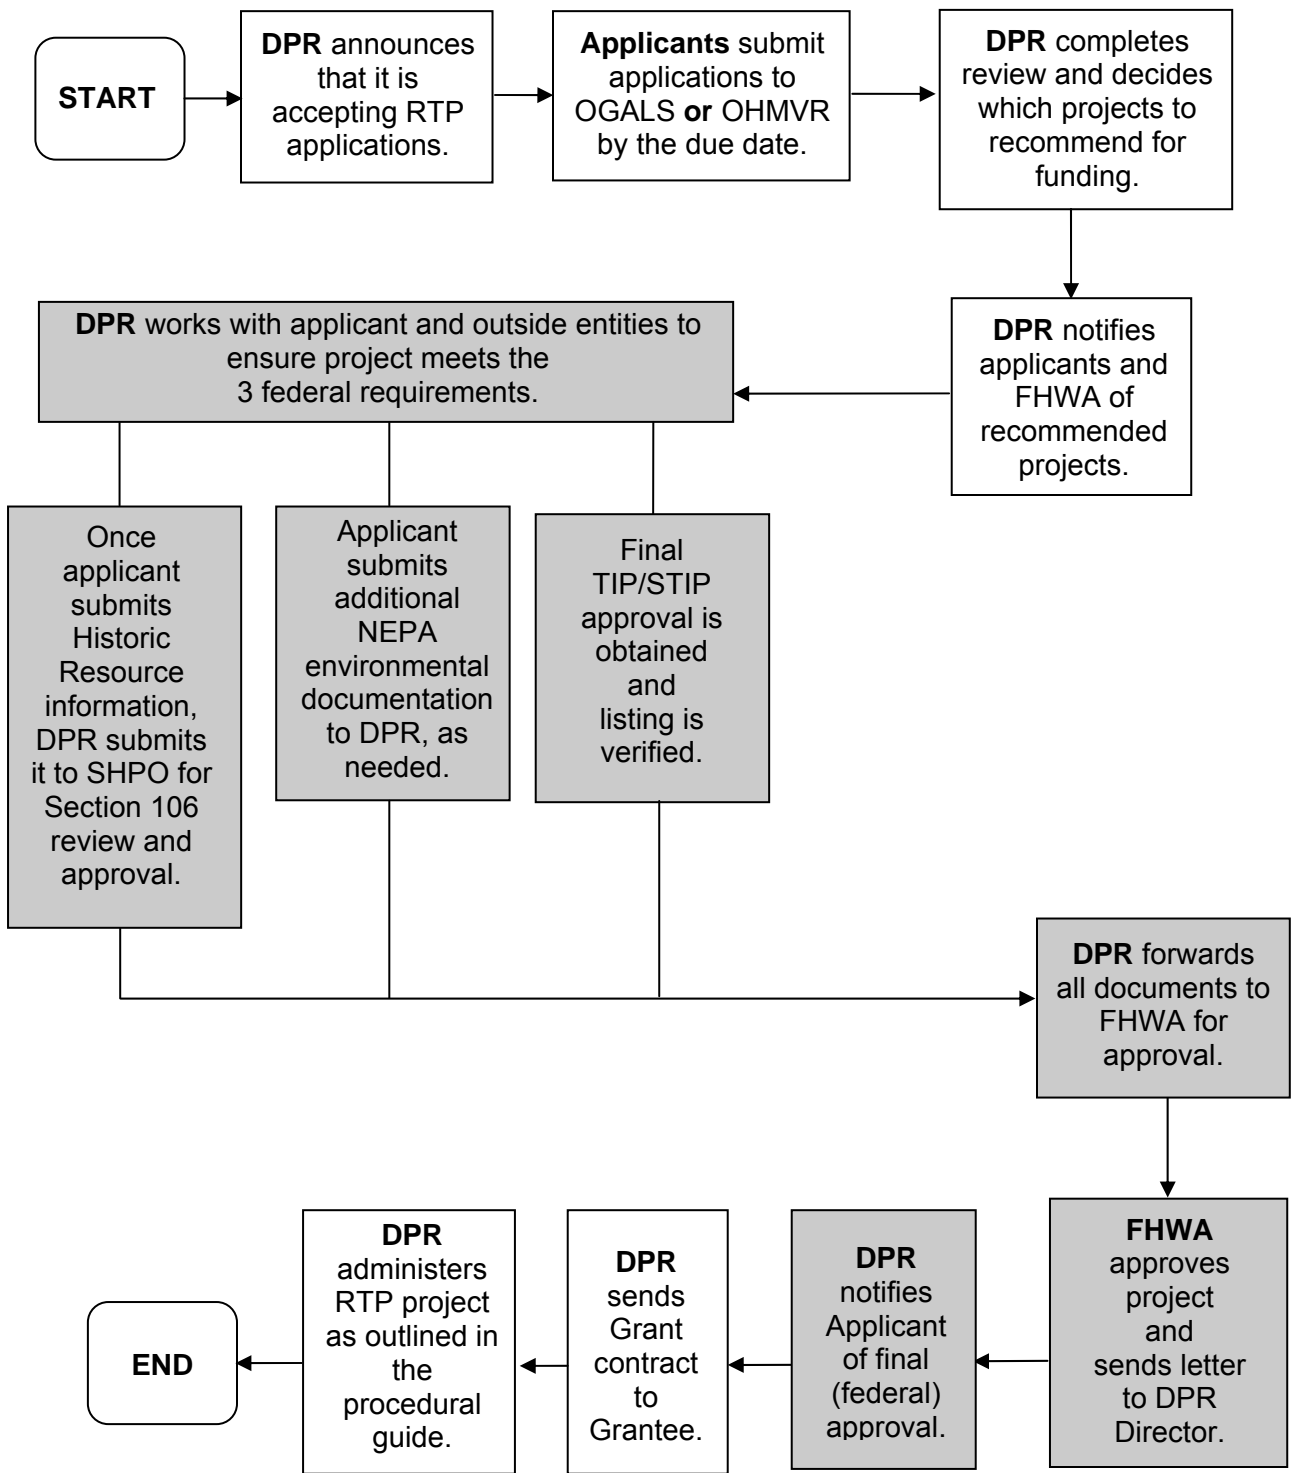 START
DPR announces
that it is
accepting RTP
applications.
Applicants submit
applications to
OGALS or OHMVR
by the due date.
DPR completes
review and decides
which projects to
recommend for
funding.
DPR notifies
applicants and
FHWA of
recommended
projects.
DPR works with applicant and outside entities to
ensure project meets the
3 federal requirements.
Once
applicant
submits
Historic
Resource
information,
DPR submits
it to SHPO for
Section 106
review and
approval.
Applicant
submits
additional
NEPA
environmental
documentation
to DPR, as
needed.
Final
TIP/STIP
approval is
obtained
and
listing is
verified.
DPR forwards
all documents to
FHWA for
approval.
FHWA
approves
project
and
sends letter
to DPR
Director.
DPR
notifies
Applicant
of final
(federal)
approval.
DPR
sends
Grant
contract
to
Grantee.
DPR
administers
RTP project
as outlined in
the
procedural
guide.
END